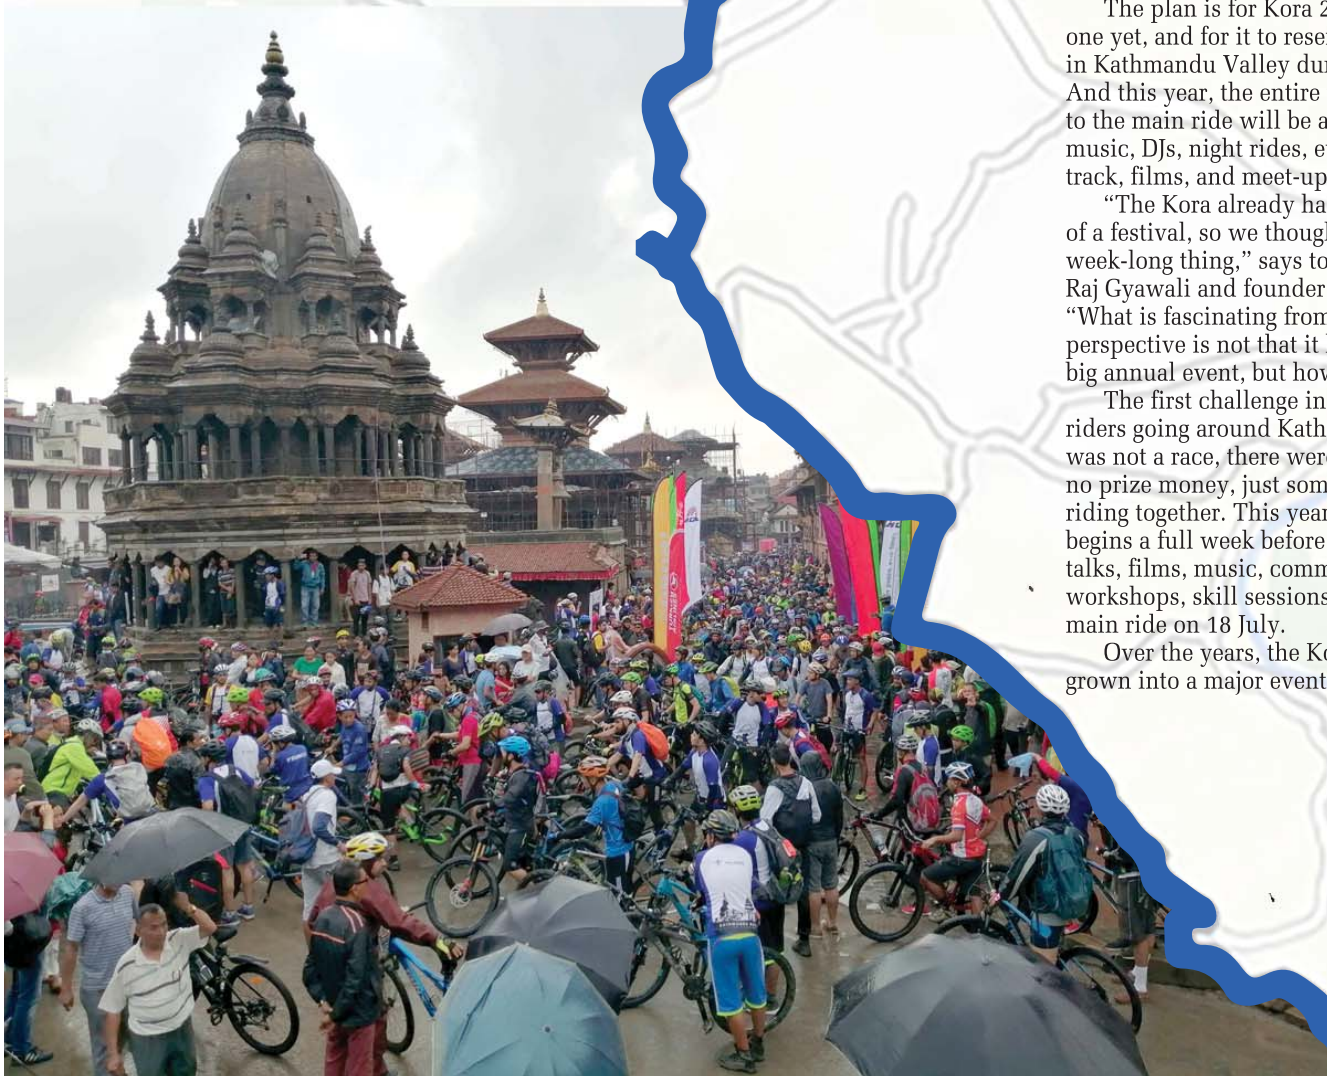 The plan is for Kora 2
one yet, and for it to rese
in Kathmandu Valley du
And this year, the entire
to the main ride will be a
music, DJs, night rides, e
track, films, and meet-up
“The Kora already ha
of a festival, so we thoug
week-long thing,” says to
Raj Gyawali and founder
“What is fascinating from
perspective is not that it
big annual event, but how
The first challenge in
riders going around Kath
was not a race, there were
no prize money, just som
riding together. This year
begins a full week before
talks, films, music, comm
workshops, skill sessions
main ride on 18 July.
Over the years, the Ko
grown into a major event